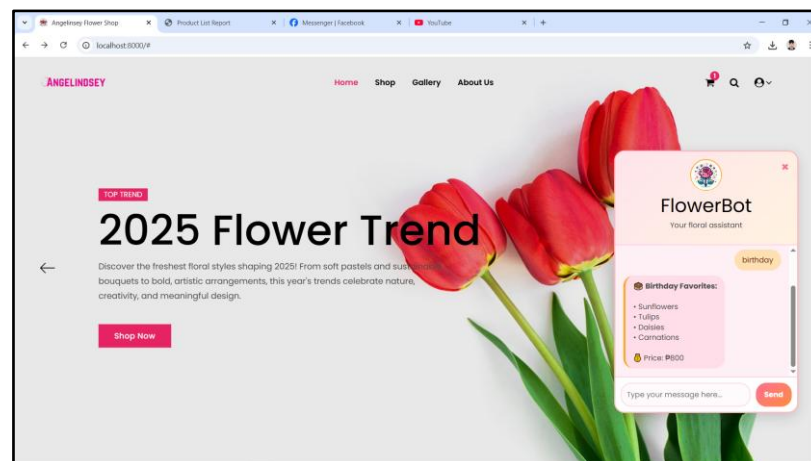 Angelinsey Flower Shop
Product List Report
Messenger | Facebook
YouTube
localhost:8000/#
ANGELINDSEY
Home Shop Gallery About Us
1
TOP TREND
2025 Flower Trend
Discover the freshest floral styles shaping 2025! From soft pastels and sustainable
bouquets to bold, artistic arrangements, this year's trends celebrate nature,
creativity, and meaningful design.
Shop Now
FlowerBot
Your floral assistant
birthday
Birthday Favorites:
• Sunflowers
• Tulips
• Daisies
• Carnations
Price: ₱800
Type your message here...
Send